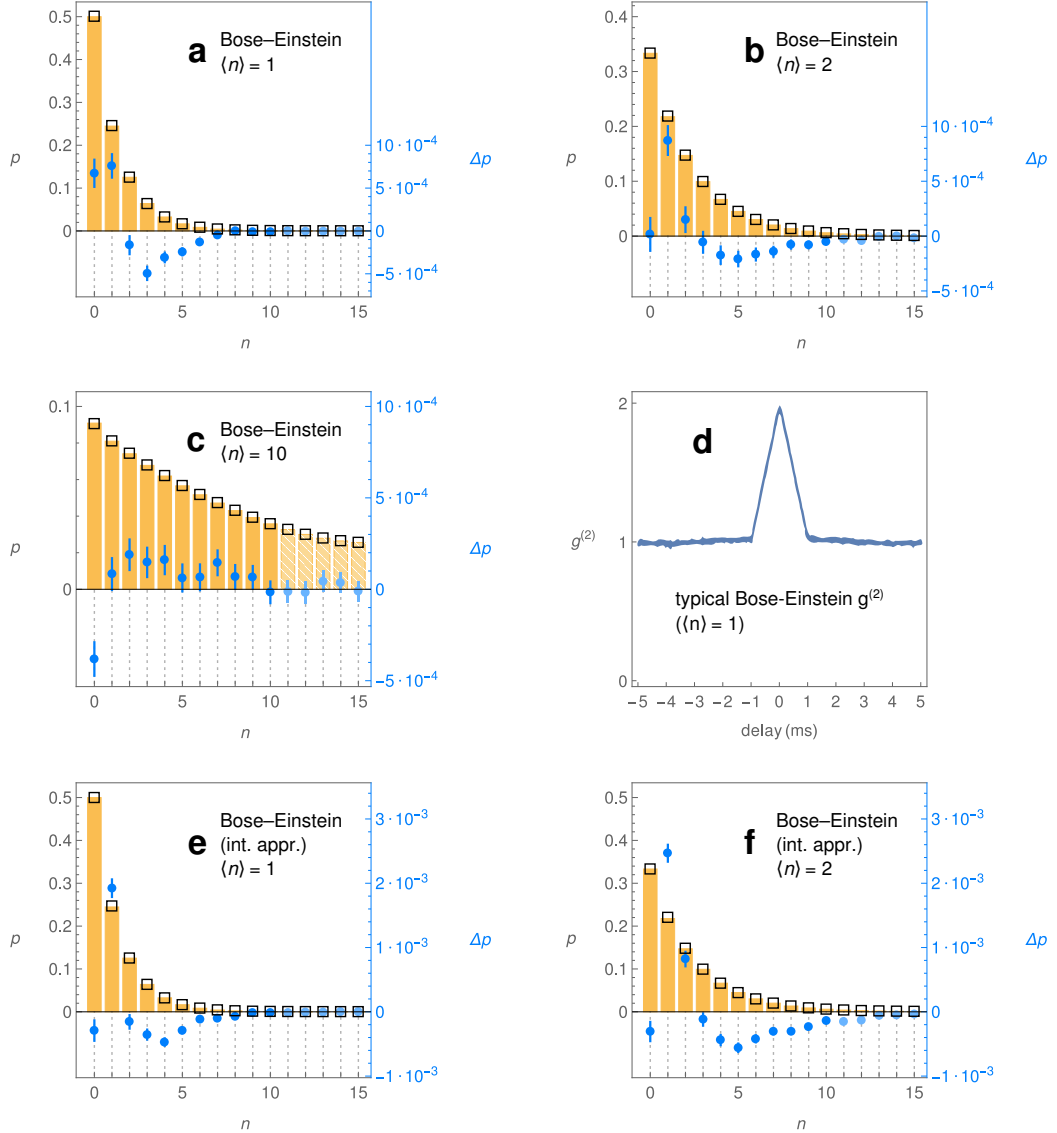 a
Bose–Einstein
⟨n⟩ = 1
0.5
0.4
0.3
0.2
0.1
0
p
10·10⁻⁴
5·10⁻⁴
0
−5·10⁻⁴
Δp
0 5 10 15
n
b
Bose–Einstein
⟨n⟩ = 2
0.4
0.3
0.2
0.1
0
p
10·10⁻⁴
5·10⁻⁴
0
−5·10⁻⁴
Δp
0 5 10 15
n
c
Bose–Einstein
⟨n⟩ = 10
0.1
0
p
10·10⁻⁴
5·10⁻⁴
0
−5·10⁻⁴
Δp
0 5 10 15
n
d
2
1
0
g⁽²⁾
typical Bose-Einstein g⁽²⁾
(⟨n⟩ = 1)
−5 −4 −3 −2 −1 0 1 2 3 4 5
delay (ms)
e
Bose–Einstein
(int. appr.)
⟨n⟩ = 1
0.5
0.4
0.3
0.2
0.1
0
p
3·10⁻³
2·10⁻³
1·10⁻³
0
−1·10⁻³
Δp
0 5 10 15
n
f
Bose–Einstein
(int. appr.)
⟨n⟩ = 2
0.5
0.4
0.3
0.2
0.1
0
p
3·10⁻³
2·10⁻³
1·10⁻³
0
−1·10⁻³
Δp
0 5 10 15
n